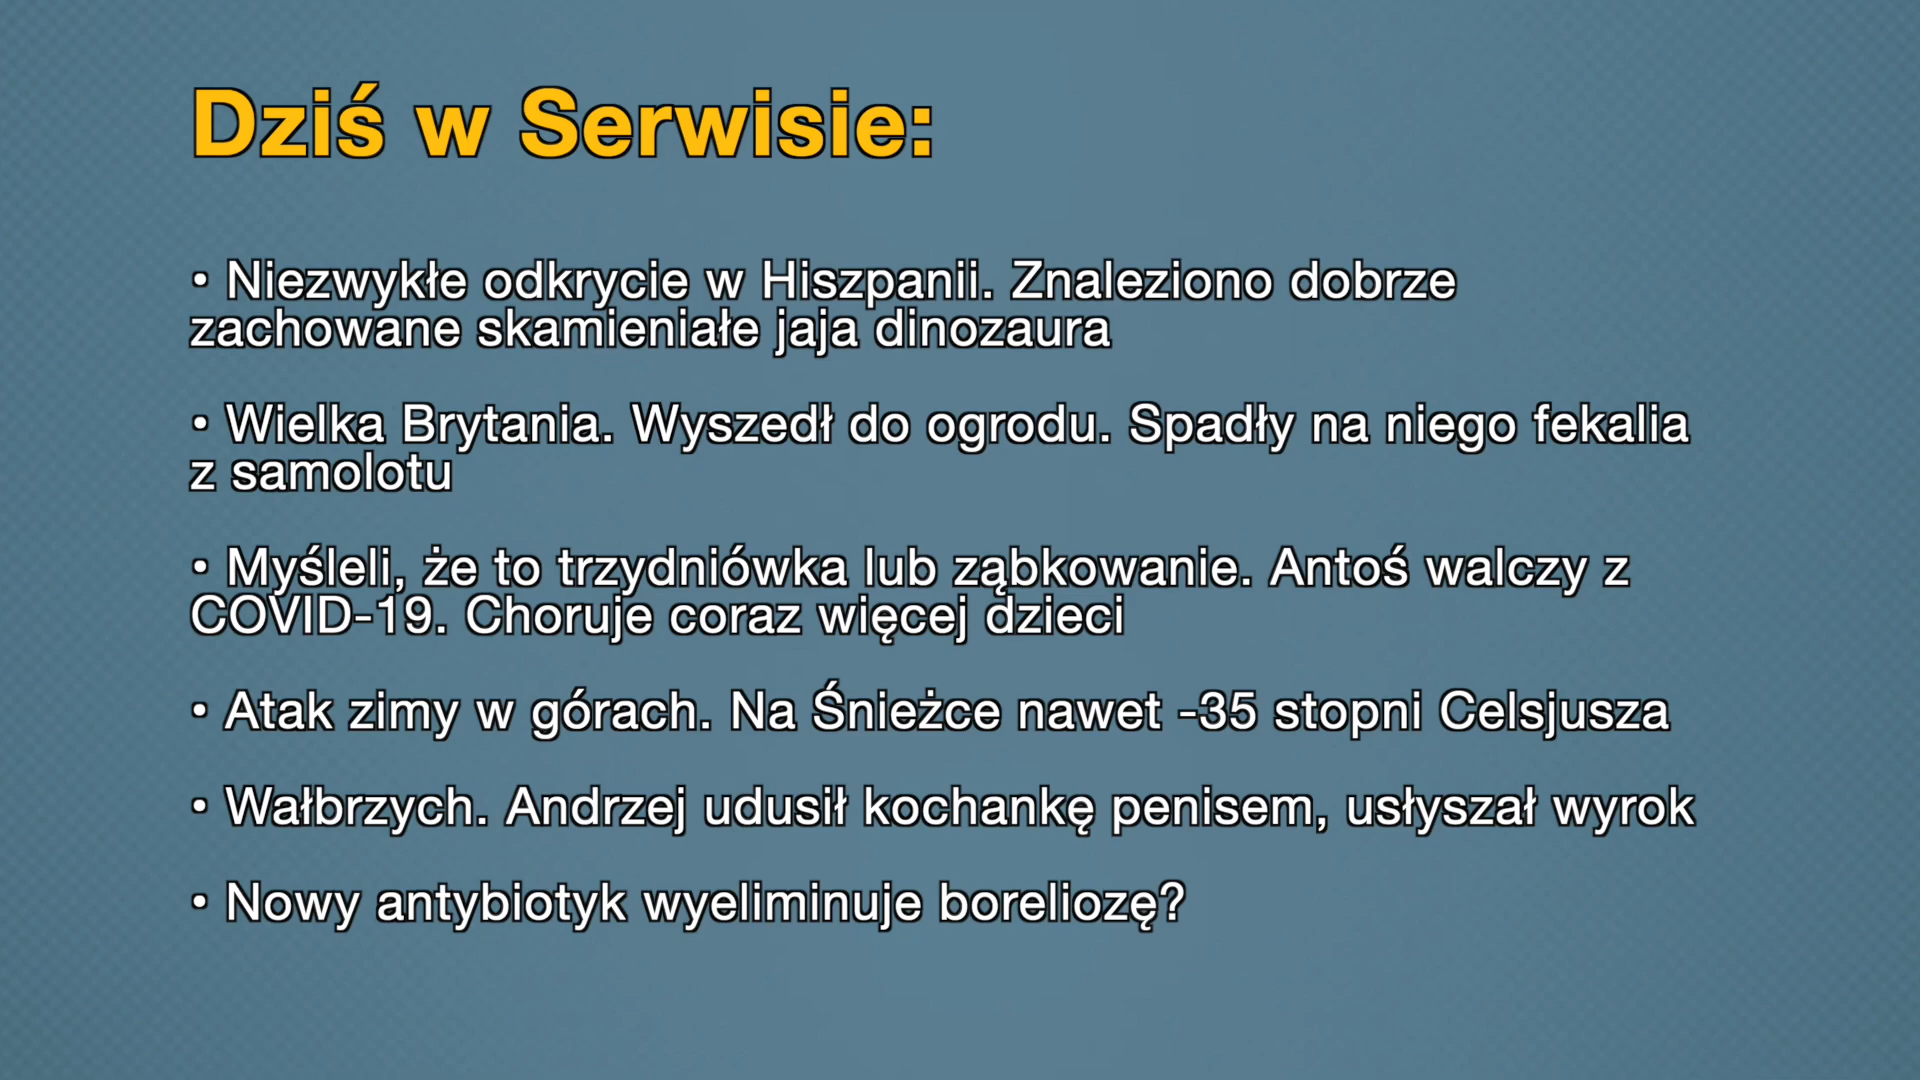 Dziś w Serwisie:
• Niezwykłe odkrycie w Hiszpanii. Znaleziono dobrze
zachowane skamieniałe jaja dinozaura
• Wielka Brytania. Wyszedł do ogrodu. Spadły na niego fekalia
z samolotu
• Myśleli, że to trzydniówka lub ząbkowanie. Antoś walczy z
COVID-19. Choruje coraz więcej dzieci
• Atak zimy w górach. Na Śnieżce nawet -35 stopni Celsjusza
• Wałbrzych. Andrzej udusił kochankę penisem, usłyszał wyrok
• Nowy antybiotyk wyeliminuje boreliozę?